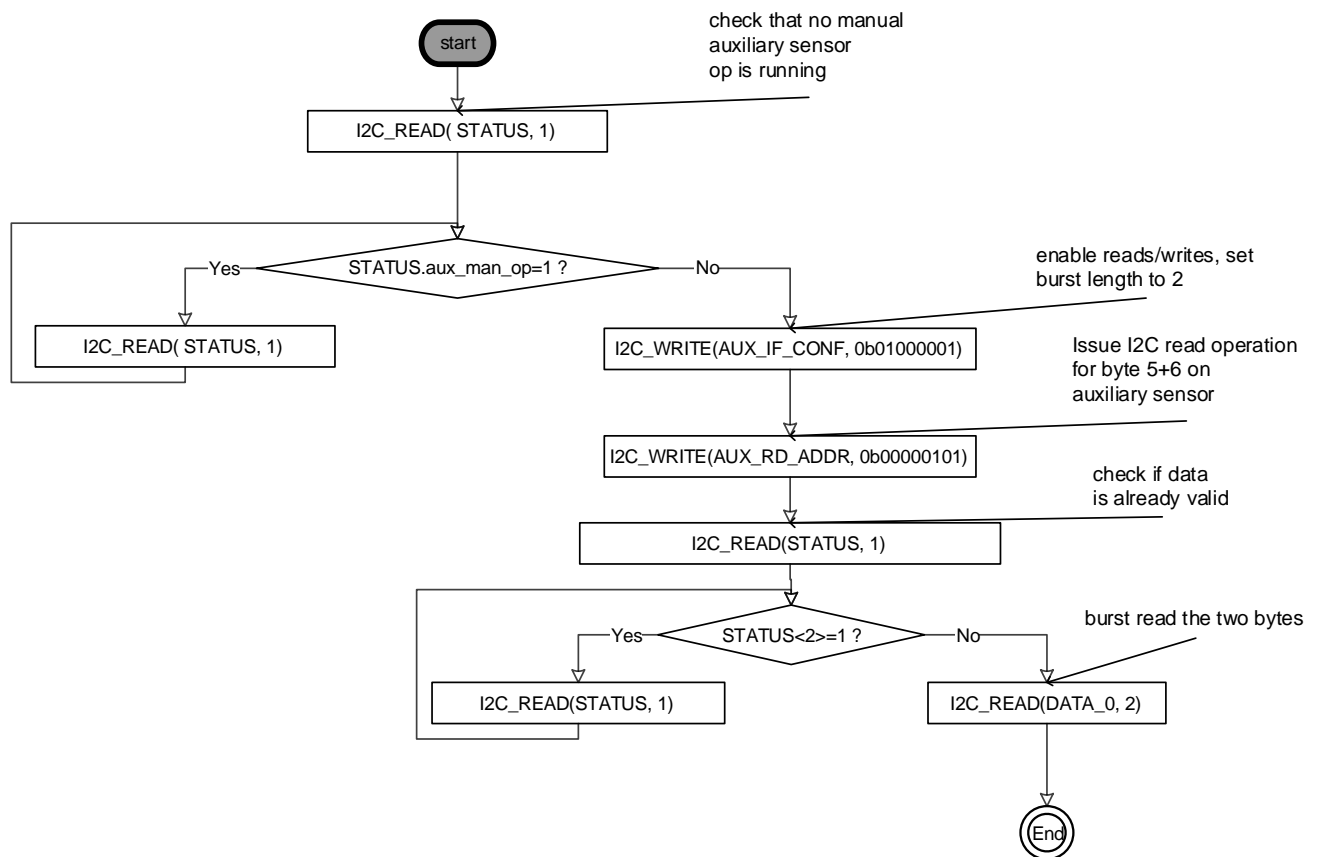 check that no manual
auxiliary sensor
op is running
start
I2C_READ( STATUS, 1)
STATUS.aux_man_op=1 ?
Yes
No
I2C_READ( STATUS, 1)
enable reads/writes, set
burst length to 2
I2C_WRITE(AUX_IF_CONF, 0b01000001)
Issue I2C read operation
for byte 5+6 on
auxiliary sensor
I2C_WRITE(AUX_RD_ADDR, 0b00000101)
check if data
is already valid
I2C_READ(STATUS, 1)
STATUS<2>=1 ?
Yes
No
burst read the two bytes
I2C_READ(STATUS, 1)
I2C_READ(DATA_0, 2)
End